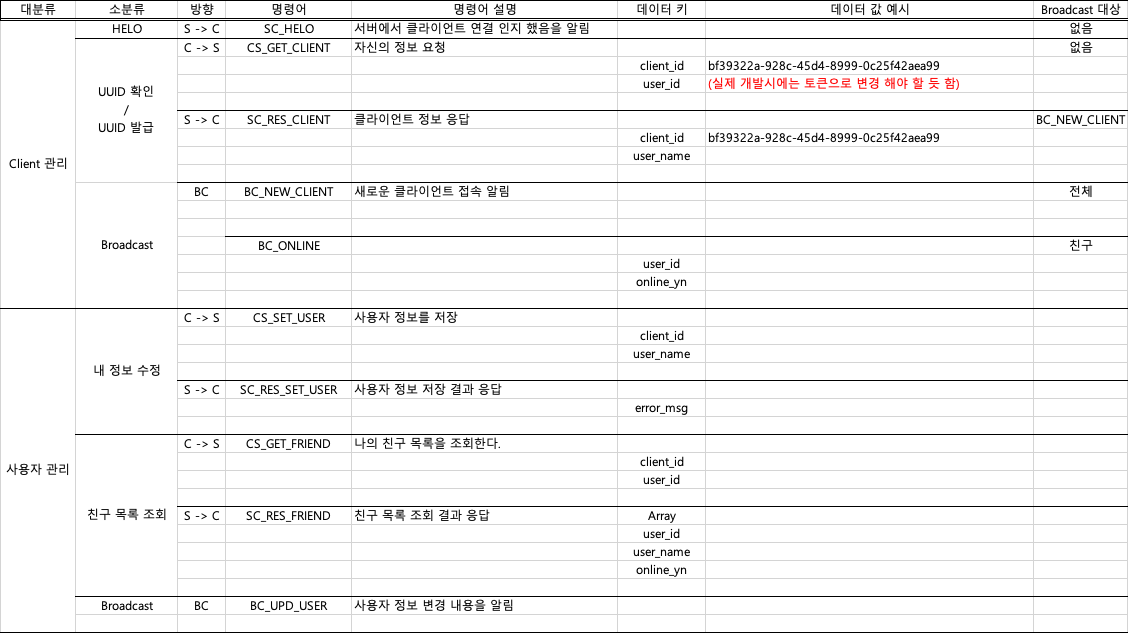 대분류 소분류 방향 명령어 명령어 설명 데이터 키 데이터 값 예시 Broadcast 대상
Client 관리
HELO S -> C SC_HELO 서버에서 클라이언트 연결 인지 했음을 알림 없음
UUID 확인
/
UUID 발급
C -> S CS_GET_CLIENT 자신의 정보 요청 없음
client_id bf39322a-928c-45d4-8999-0c25f42aea99
user_id (실제 개발시에는 토큰으로 변경 해야 할 듯 함)
S -> C SC_RES_CLIENT 클라이언트 정보 응답 BC_NEW_CLIENT
client_id bf39322a-928c-45d4-8999-0c25f42aea99
user_name
Broadcast
BC BC_NEW_CLIENT 새로운 클라이언트 접속 알림 전체
BC_ONLINE 친구
user_id
online_yn
사용자 관리
내 정보 수정
C -> S CS_SET_USER 사용자 정보를 저장
client_id
user_name
S -> C SC_RES_SET_USER 사용자 정보 저장 결과 응답
error_msg
친구 목록 조회
C -> S CS_GET_FRIEND 나의 친구 목록을 조회한다.
client_id
user_id
S -> C SC_RES_FRIEND 친구 목록 조회 결과 응답 Array
user_id
user_name
online_yn
Broadcast BC BC_UPD_USER 사용자 정보 변경 내용을 알림